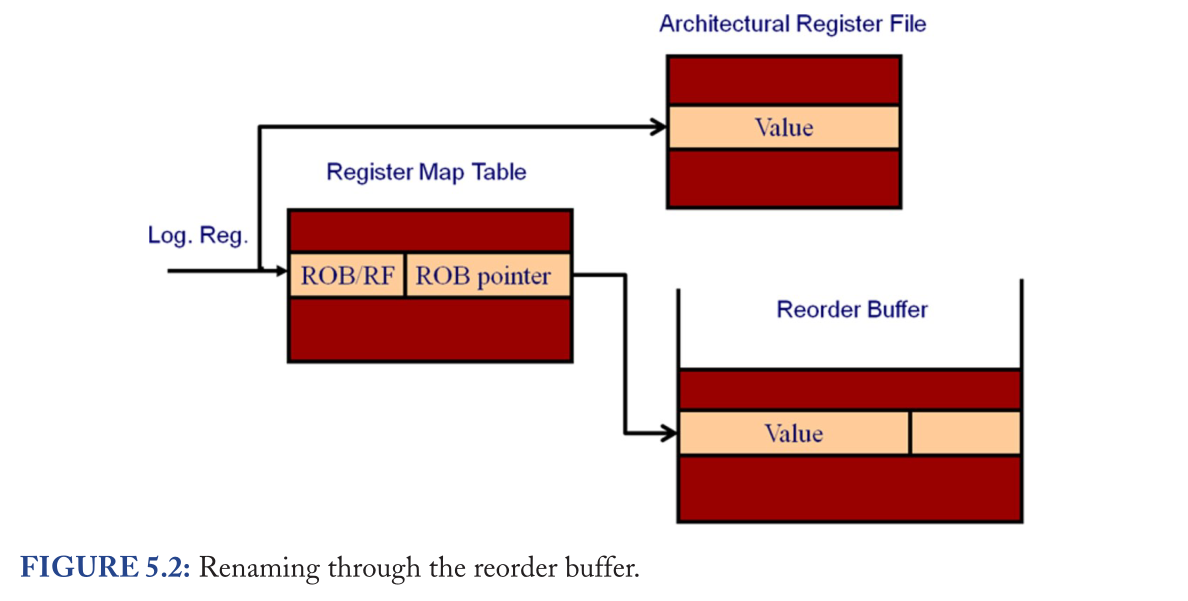 Architectural Register File
Value
Register Map Table
Log. Reg.
ROB/RF ROB pointer
Reorder Buffer
Value
FIGURE 5.2: Renaming through the reorder buffer.